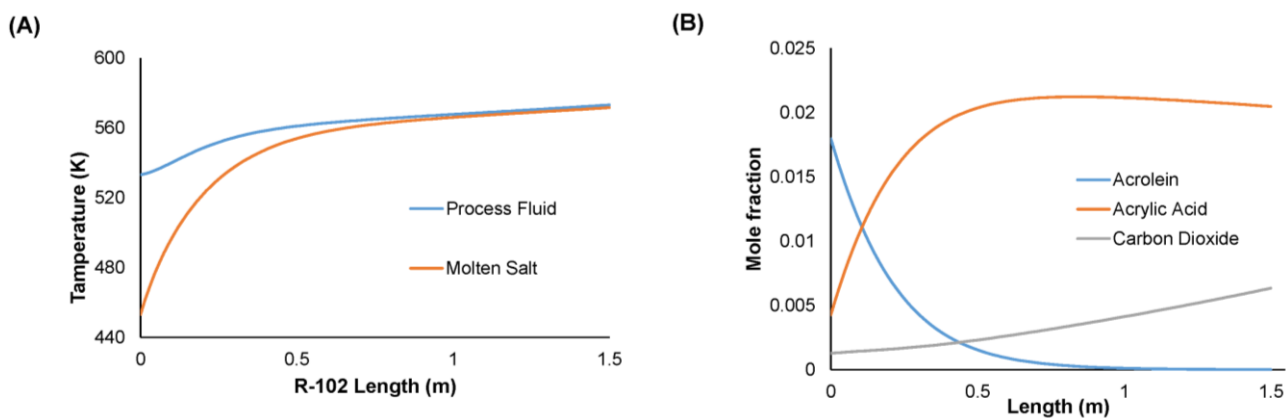 (A)
600
560
520
480
440
Tamperature (K)
Process Fluid
Molten Salt
0
0.5
1
1.5
R-102 Length (m)
(B)
0.025
0.02
0.015
0.01
0.005
0
Mole fraction
Acrolein
Acrylic Acid
Carbon Dioxide
0
0.5
1
1.5
Length (m)